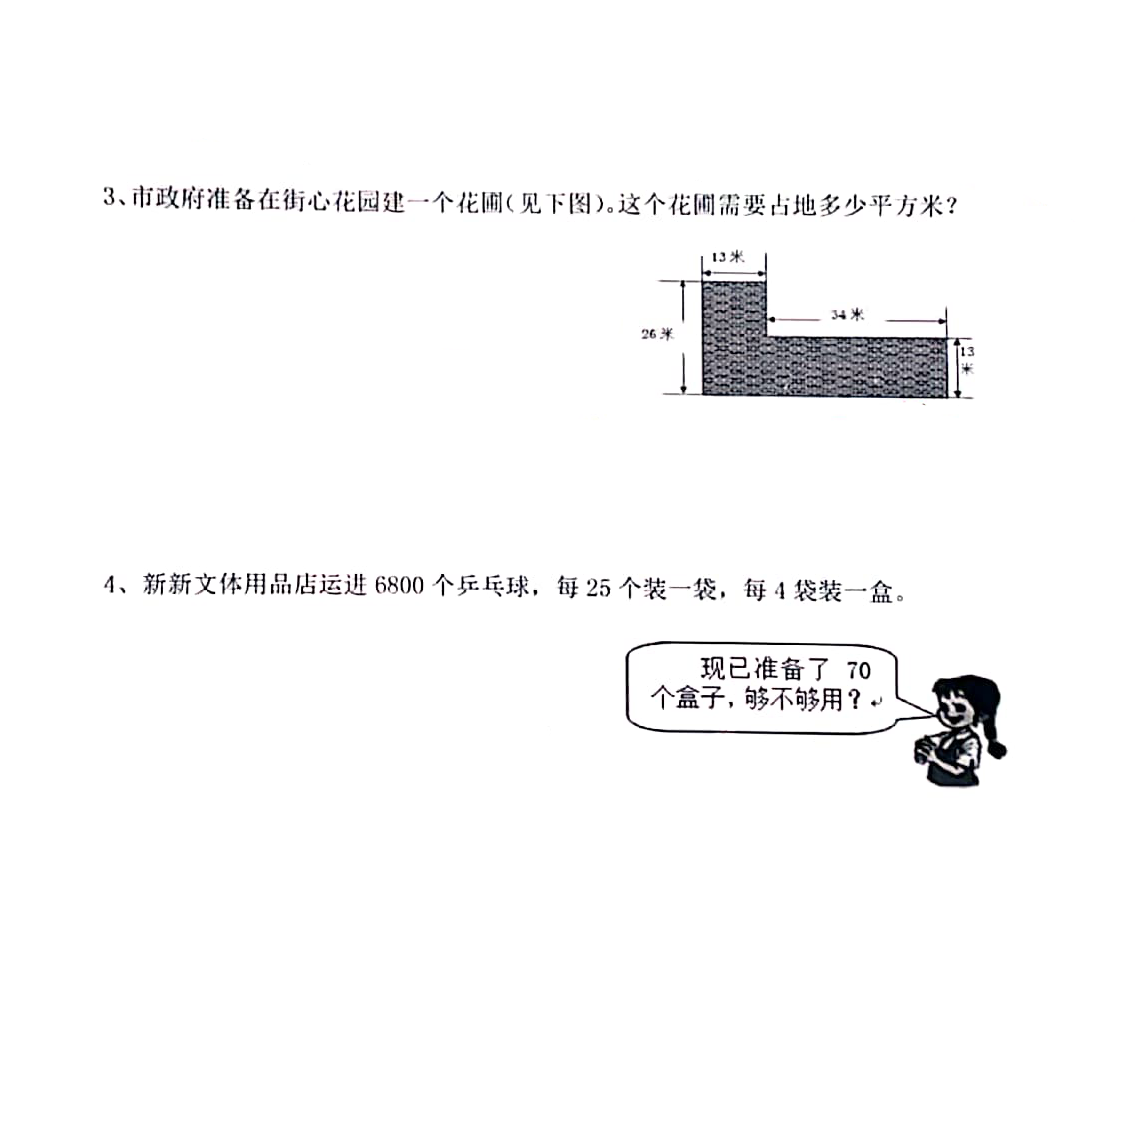 3、市政府准备在街心花园建一个花圃(见下图)。这个花圃需要占地多少平方米?
13米
34米
26米
13
米
4、新新文体用品店运进 6800 个乒乓球，每 25 个装一袋，每 4 袋装一盒。
现已准备了 70
个盒子，够不够用？